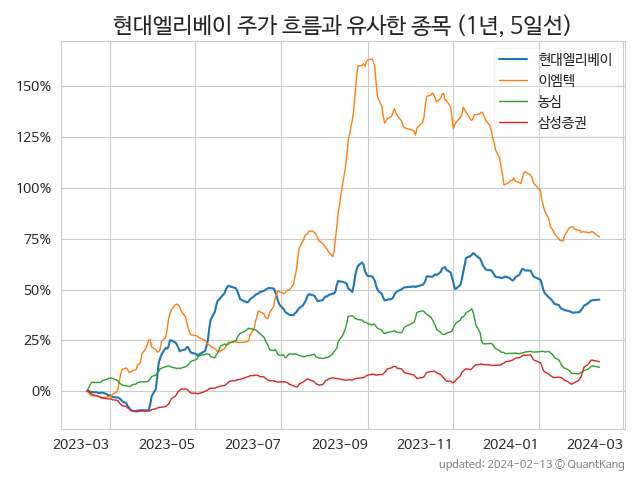 현대엘리베이 주가 흐름과 유사한 종목 (1년, 5일선)
현대엘리베이
이엠텍
농심
삼성증권
150%
125%
100%
75%
50%
25%
0%
2023-03 2023-05 2023-07 2023-09 2023-11 2024-01 2024-03
updated: 2024-02-13 © QuantKang